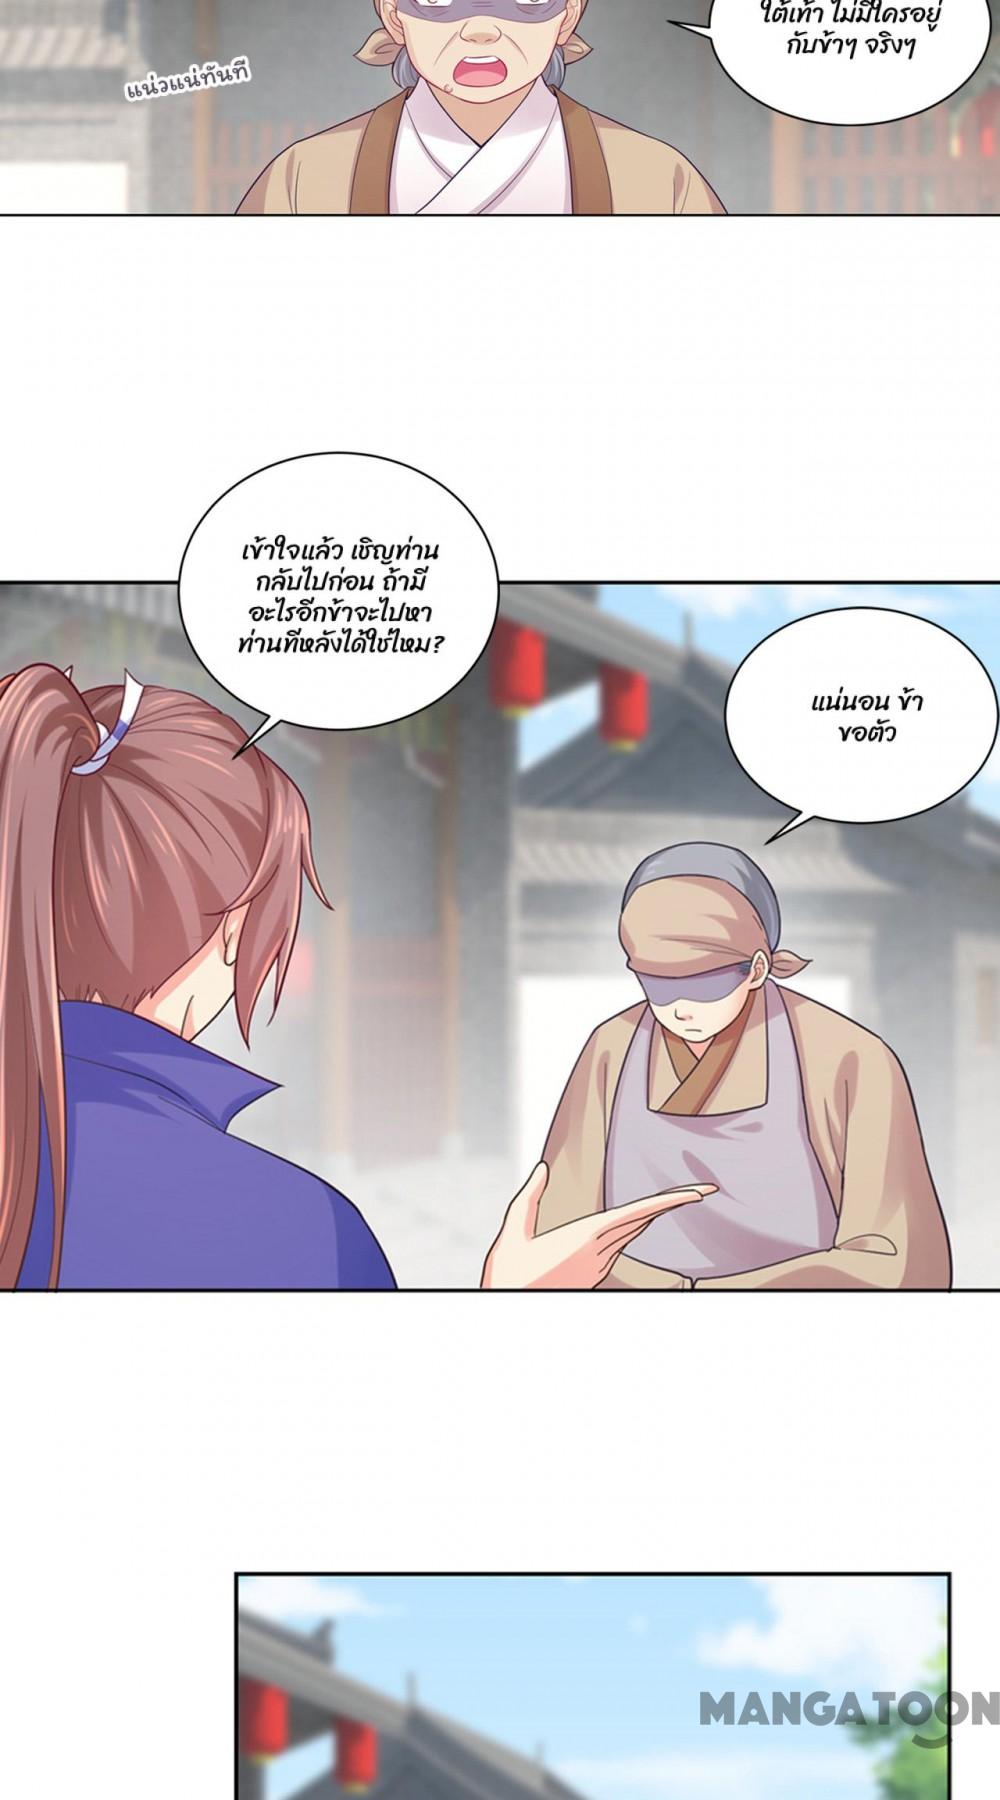 ใต้เท้า ไม่มีใครอยู่
กับข้าๆ จริงๆ
แน่วแน่ทันที
เข้าใจแล้ว เชิญท่าน
กลับไปก่อน ถ้ามี
อะไรอีกข้าจะไปหา
ท่านทีหลังได้ใช่ไหม?
แน่นอน ข้า
ขอตัว
MANGATOON